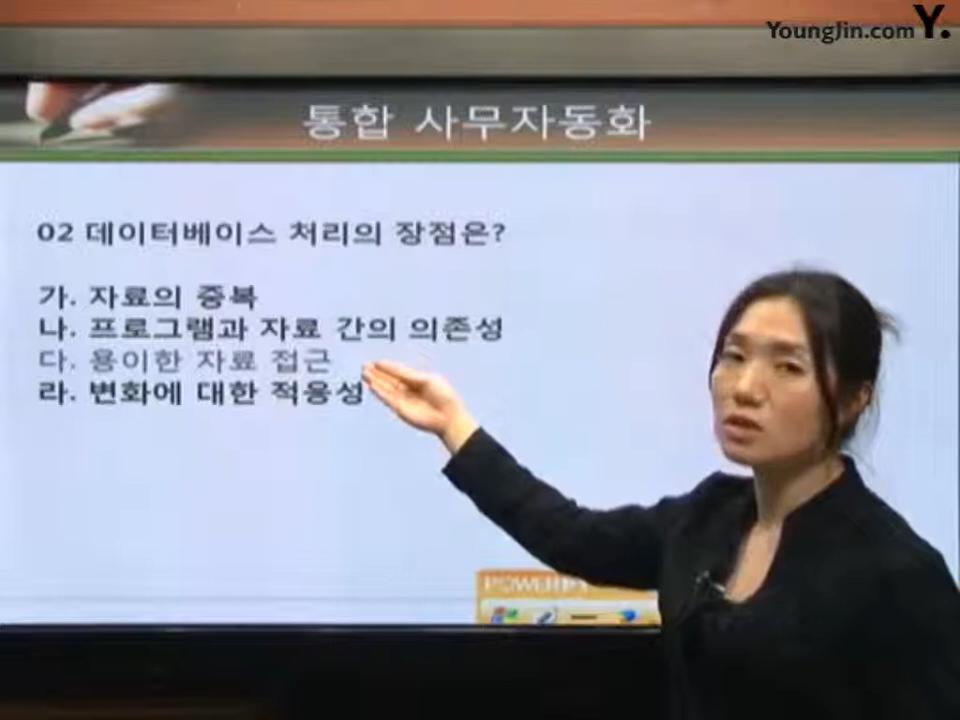 YoungJin.com Y.
통합 사무자동화
02 데이터베이스 처리의 장점은?
가. 자료의 중복
나. 프로그램과 자료 간의 의존성
다. 용이한 자료 접근
라. 변화에 대한 적응성